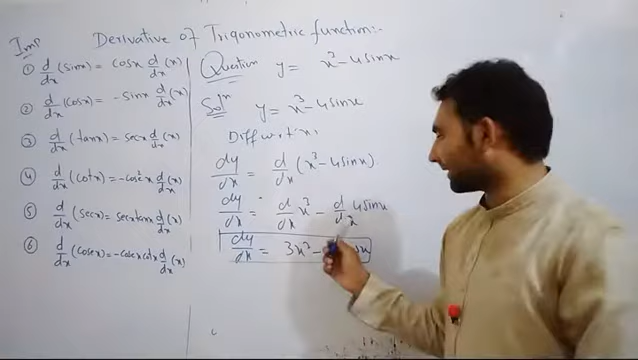 Imp
Derivative of Trigonometric function:-
① d/dx (sinx) = cosx d/dx (x)
② d/dx (cosx) = -sinx d/dx (x)
③ d/dx (tanx) = sec²x d/dx (x)
④ d/dx (cotx) = -cosec²x d/dx (x)
⑤ d/dx (secx) = secxtanx d/dx (x)
⑥ d/dx (cosecx) = -cosecxcotx d/dx (x)
Question y = x³ - 4sinx
Solⁿ y = x³ - 4sinx
Diff w.r.t x,
dy/dx = d/dx (x³ - 4sinx)
dy/dx = d/dx x³ - d/dx 4sinx
dy/dx = 3x² -